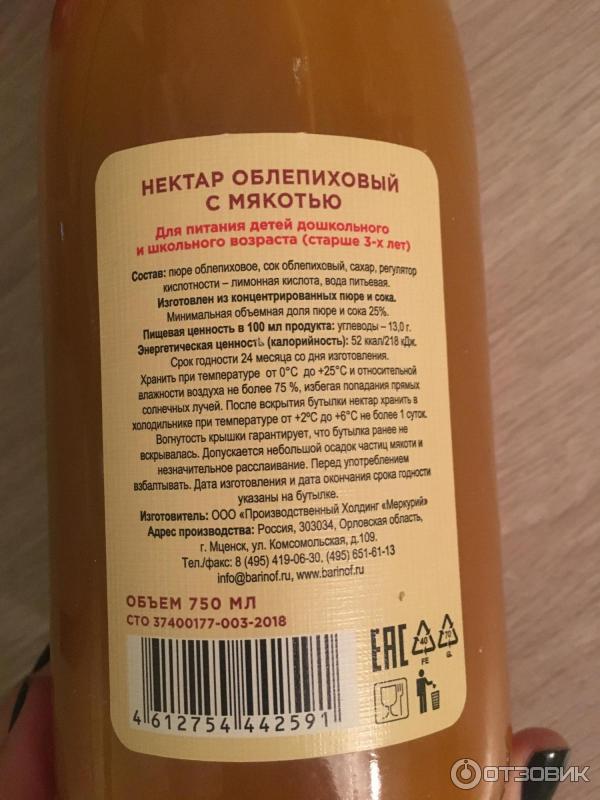 НЕКТАР ОБЛЕПИХОВЫЙ
С МЯКОТЬЮ
Для питания детей дошкольного
и школьного возраста (старше 3-х лет)
Состав: пюре облепиховое, сок облепиховый, сахар, регулятор
кислотности – лимонная кислота, вода питьевая.
Изготовлен из концентрированных пюре и сока.
Минимальная объемная доля пюре и сока 25%.
Пищевая ценность в 100 мл продукта: углеводы – 13,0 г.
Энергетическая ценность (калорийность): 52 ккал/218 кДж.
Срок годности 24 месяца со дня изготовления.
Хранить при температуре от 0°С до +25°С и относительной
влажности воздуха не более 75 %, избегая попадания прямых
солнечных лучей. После вскрытия бутылки нектар хранить в
холодильнике при температуре от +2°С до +6°С не более 1 суток.
Вогнутость крышки гарантирует, что бутылка ранее не
вскрывалась. Допускается небольшой осадок частиц мякоти и
незначительное расслаивание. Перед употреблением
взбалтывать. Дата изготовления и дата окончания срока годности
указаны на бутылке.
Изготовитель: ООО «Производственный Холдинг «Меркурий»
Адрес производства: Россия, 303034, Орловская область,
г. Мценск, ул. Комсомольская, д.109.
Тел./факс: 8 (495) 419-06-30, (495) 651-61-13
info@barinof.ru, www.barinof.ru
ОБЪЕМ 750 МЛ
СТО 37400177-003-2018
4 612754 442591
EAC
40
FE
70
GL
ОТЗОВИК